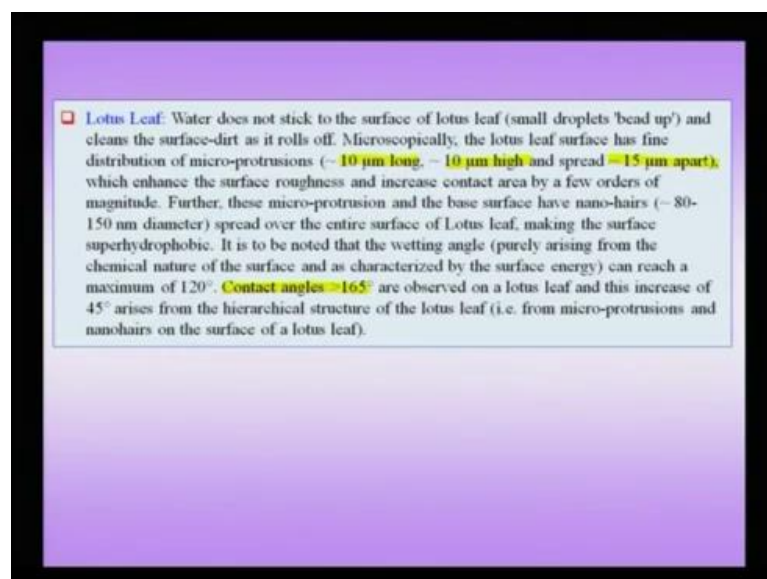 Lotus Leaf: Water does not stick to the surface of lotus leaf (small droplets 'bead up') and
cleans the surface-dirt as it rolls off. Microscopically, the lotus leaf surface has fine
distribution of micro-protrusions (~ 10 μm long, ~ 10 μm high and spread ~ 15 μm apart),
which enhance the surface roughness and increase contact area by a few orders of
magnitude. Further, these micro-protrusion and the base surface have nano-hairs (~ 80-
150 nm diameter) spread over the entire surface of Lotus leaf, making the surface
superhydrophobic. It is to be noted that the wetting angle (purely arising from the
chemical nature of the surface and as characterized by the surface energy) can reach a
maximum of 120°. Contact angles >165° are observed on a lotus leaf and this increase of
45° arises from the hierarchical structure of the lotus leaf (i.e. from micro-protrusions and
nanohairs on the surface of a lotus leaf).